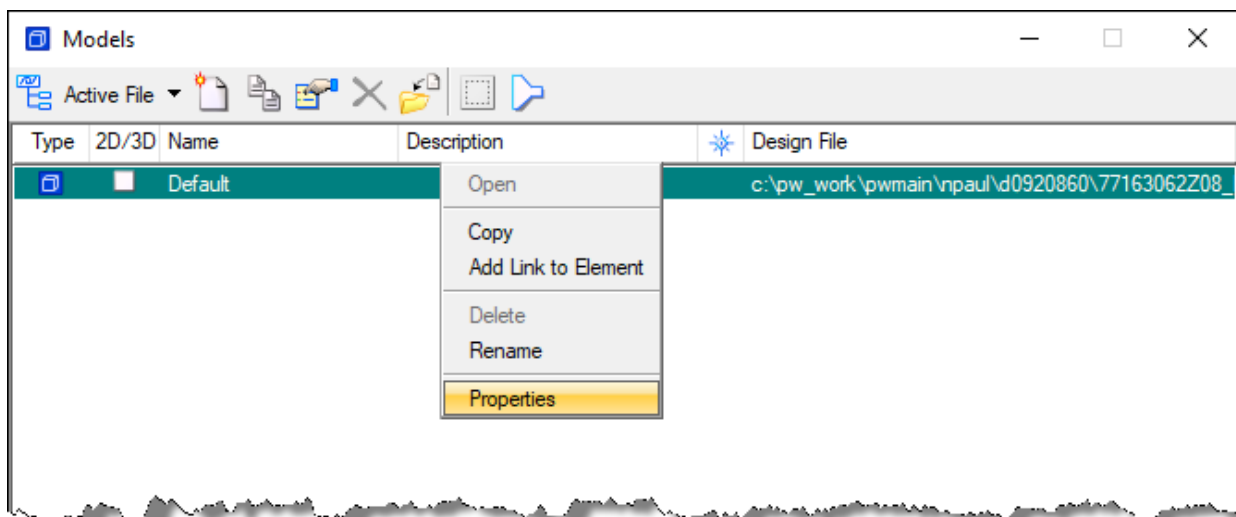 Models
Active File
Type 2D/3D Name Description Design File
Default c:\pw_work\pwmain\npaul\d0920860\77163062Z08_
Open
Copy
Add Link to Element
Delete
Rename
Properties